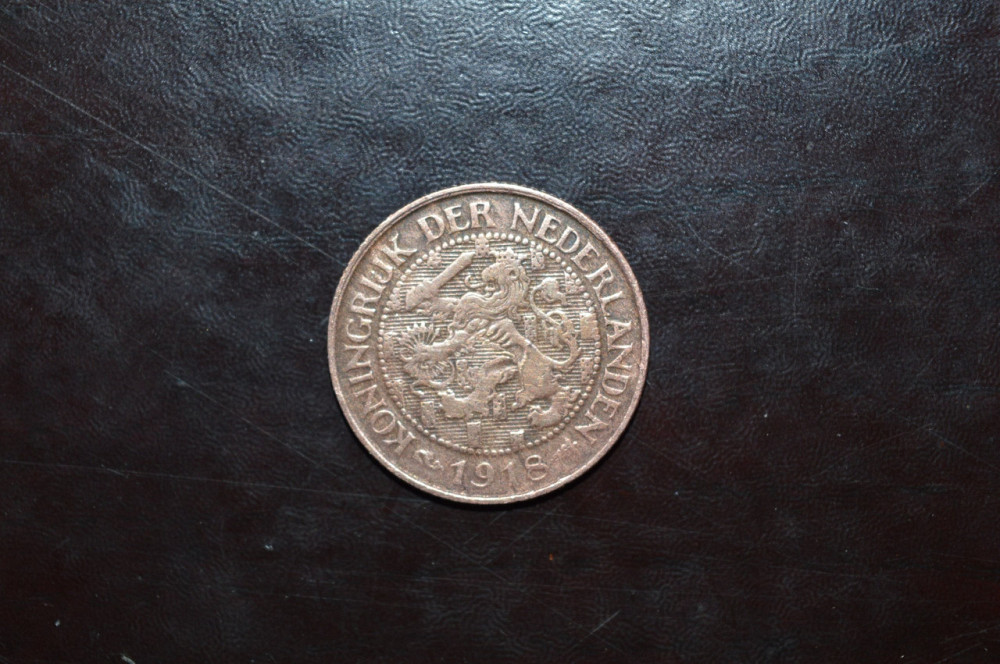 KONINGRIJK DER NEDERLANDEN
1918